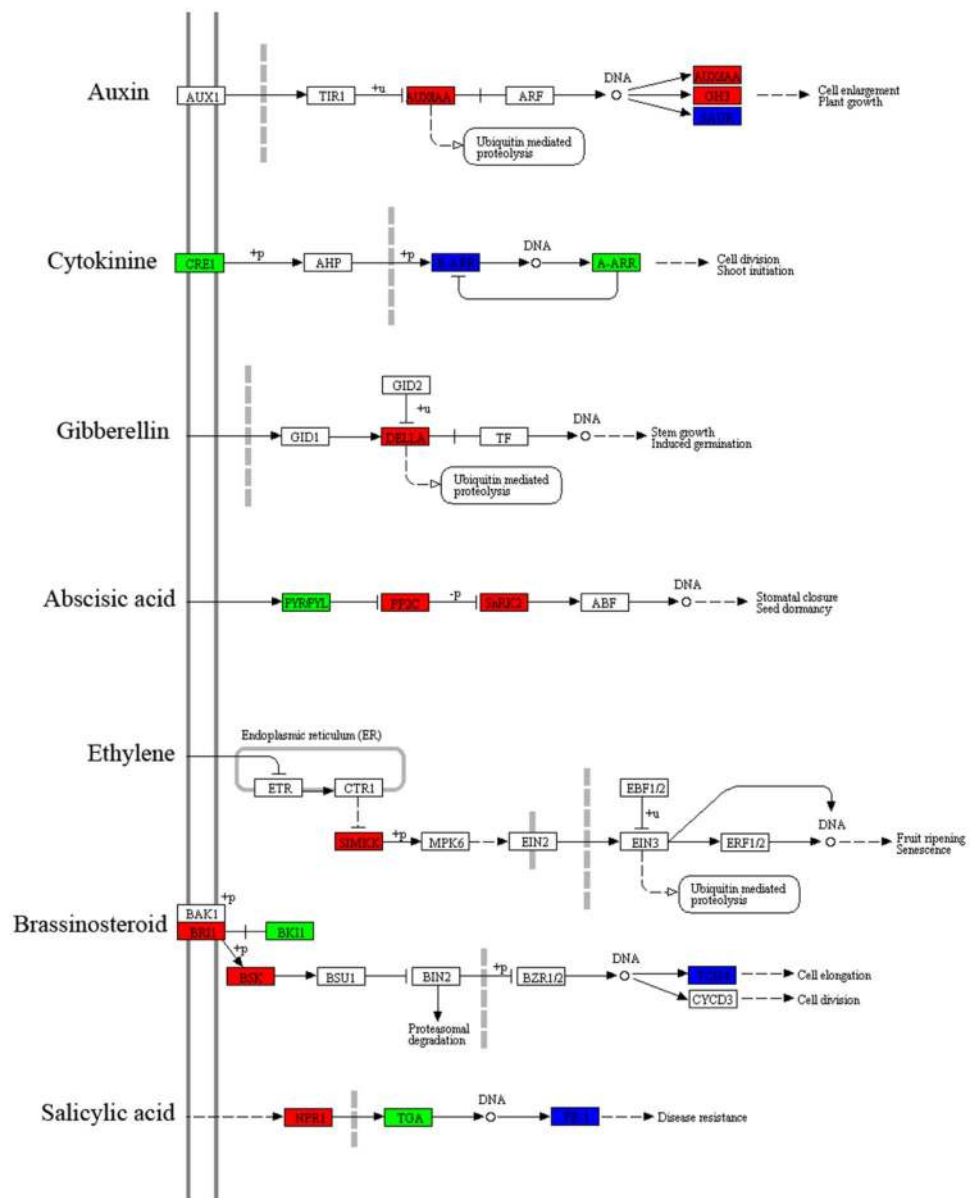 Auxin
AUX1
TIR1
+u
AUX/IAA
ARF
DNA
AUX/IAA
GH3
SAUR
Cell enlargement
Plant growth
Ubiquitin mediated
proteolysis
Cytokinine
CRE1
+p
AHP
+p
B-ARR
DNA
A-ARR
Cell division
Shoot initiation
GID2
+u
Gibberellin
GID1
DELLA
TF
DNA
Stem growth
Induced germination
Ubiquitin mediated
proteolysis
Abscisic acid
PYR/PYL
PP2C
-p
SnRK2
ABF
DNA
Stomatal closure
Seed dormancy
Ethylene
Endoplasmic reticulum (ER)
ETR
CTR1
SIMKK
+p
MPK6
EIN2
EBF1/2
+u
EIN3
ERF1/2
DNA
Fruit ripening
Senescence
Ubiquitin mediated
proteolysis
Brassinosteroid
+p
BAK1
BRI1
BKI1
+p
BSK
BSU1
BIN2
+p
BZR1/2
DNA
TCH4
Cell elongation
CYCD3
Cell division
Proteasomal
degradation
Salicylic acid
NPR1
TGA
DNA
PR-1
Disease resistance